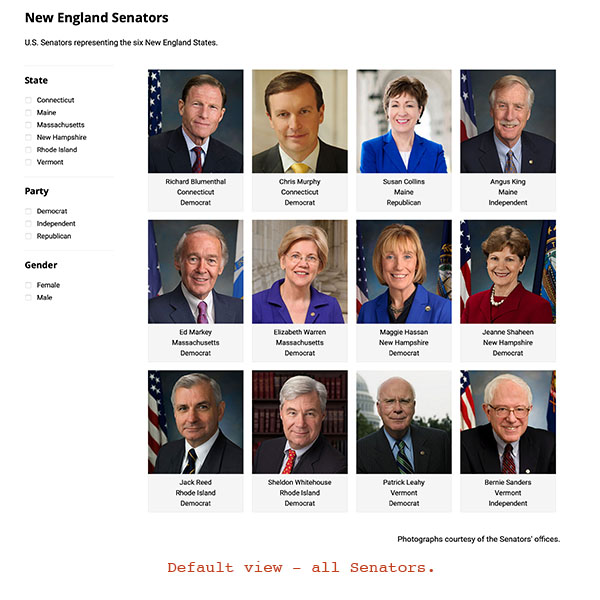 New England Senators
U.S. Senators representing the six New England States.
State
Connecticut
Maine
Massachusetts
New Hampshire
Rhode Island
Vermont
Party
Democrat
Independent
Republican
Gender
Female
Male
Richard Blumenthal
Connecticut
Democrat
Chris Murphy
Connecticut
Democrat
Susan Collins
Maine
Republican
Angus King
Maine
Independent
Ed Markey
Massachusetts
Democrat
Elizabeth Warren
Massachusetts
Democrat
Maggie Hassan
New Hampshire
Democrat
Jeanne Shaheen
New Hampshire
Democrat
Jack Reed
Rhode Island
Democrat
Sheldon Whitehouse
Rhode Island
Democrat
Patrick Leahy
Vermont
Democrat
Bernie Sanders
Vermont
Independent
Photographs courtesy of the Senators' offices.
Default view - all Senators.